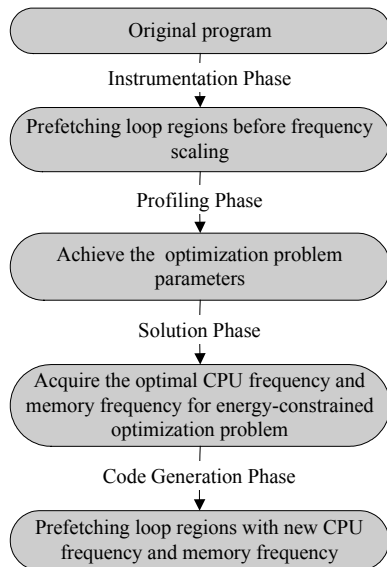 Original program
Instrumentation Phase
Prefetching loop regions before frequency
scaling
Profiling Phase
Achieve the optimization problem
parameters
Solution Phase
Acquire the optimal CPU frequency and
memory frequency for energy-constrained
optimization problem
Code Generation Phase
Prefetching loop regions with new CPU
frequency and memory frequency